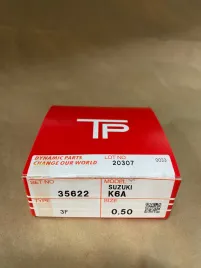 TP
DYNAMIC PARTS
CHANGE OUR WORLD
LOT NO.
20307
2023
SET NO
35622
MODEL
SUZUKI
K6A
TYPE
3F
SIZE
0.50